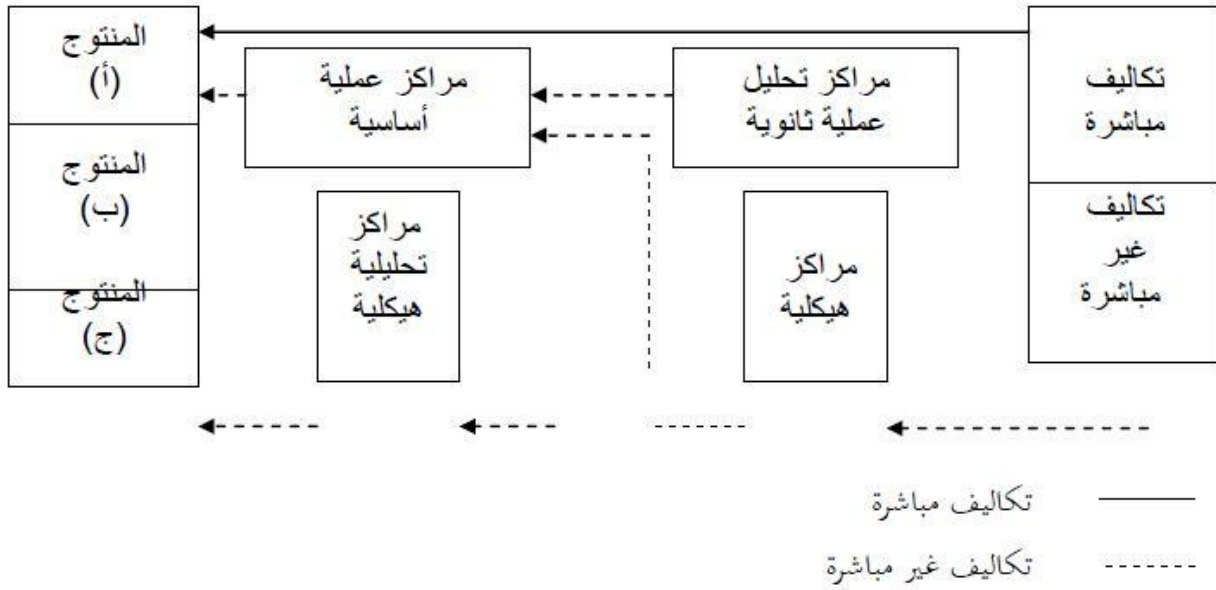 تكاليف
مباشرة
تكاليف
غير
مباشرة
مراكز تحليل
عملية ثانوية
مراكز
هيكلية
مراكز عملية
أساسية
مراكز
تحليلية
هيكلية
المنتوج
(أ)
المنتوج
(ب)
المنتوج
(ج)
تكاليف مباشرة
تكاليف غير مباشرة